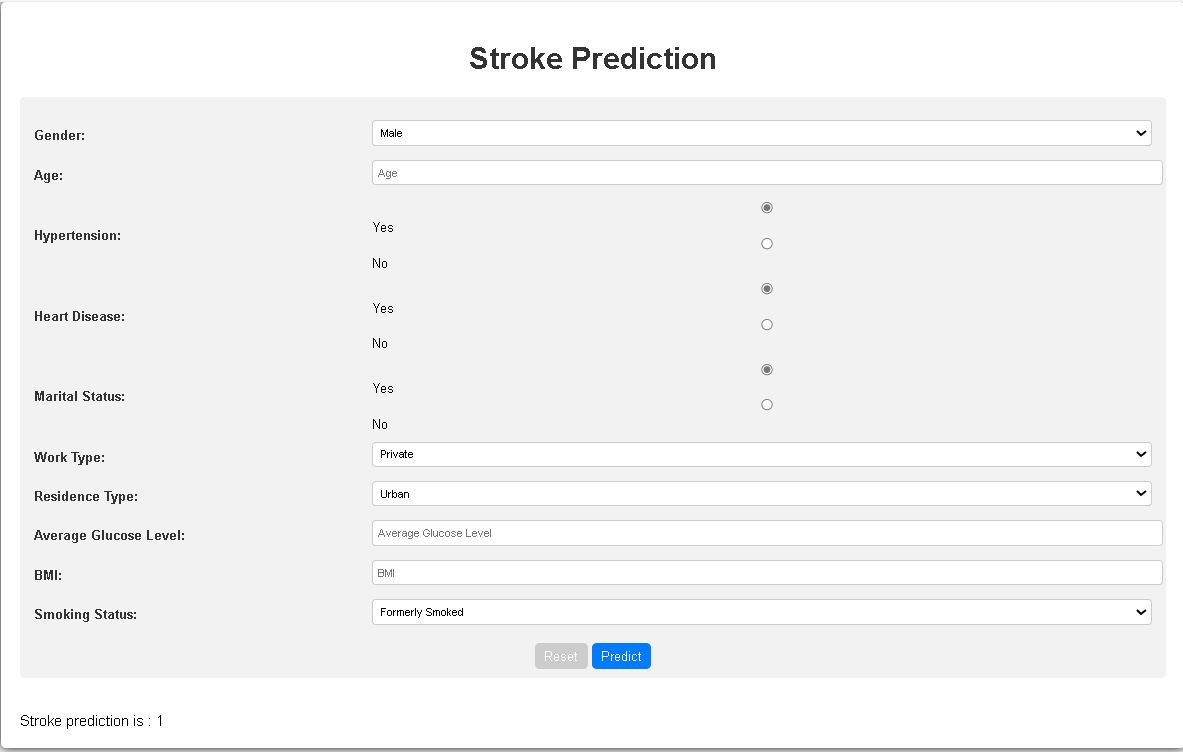 Stroke Prediction
Gender: Male
Age: Age
Hypertension:
Yes
No
Heart Disease:
Yes
No
Marital Status:
Yes
No
Work Type: Private
Residence Type: Urban
Average Glucose Level: Average Glucose Level
BMI: BMI
Smoking Status: Formerly Smoked
Reset Predict
Stroke prediction is : 1